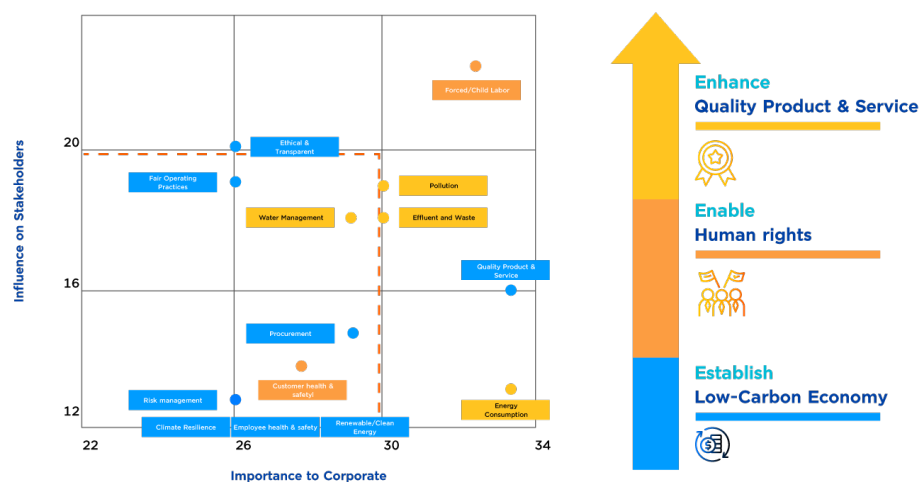 Forced/Child Labor
20
Ethical &
Transparent
Fair Operating
Practices
Pollution
Water Management
Effluent and Waste
Influence on Stakeholders
Quality Product &
Service
16
Procurement
Customer health &
safetyl
Risk management
Energy
Consumption
12
Climate Resilience
Employee health & safety
Renewable/Clean
Energy
22
26
30
34
Importance to Corporate
Enhance
Quality Product & Service
Enable
Human rights
Establish
Low-Carbon Economy
$